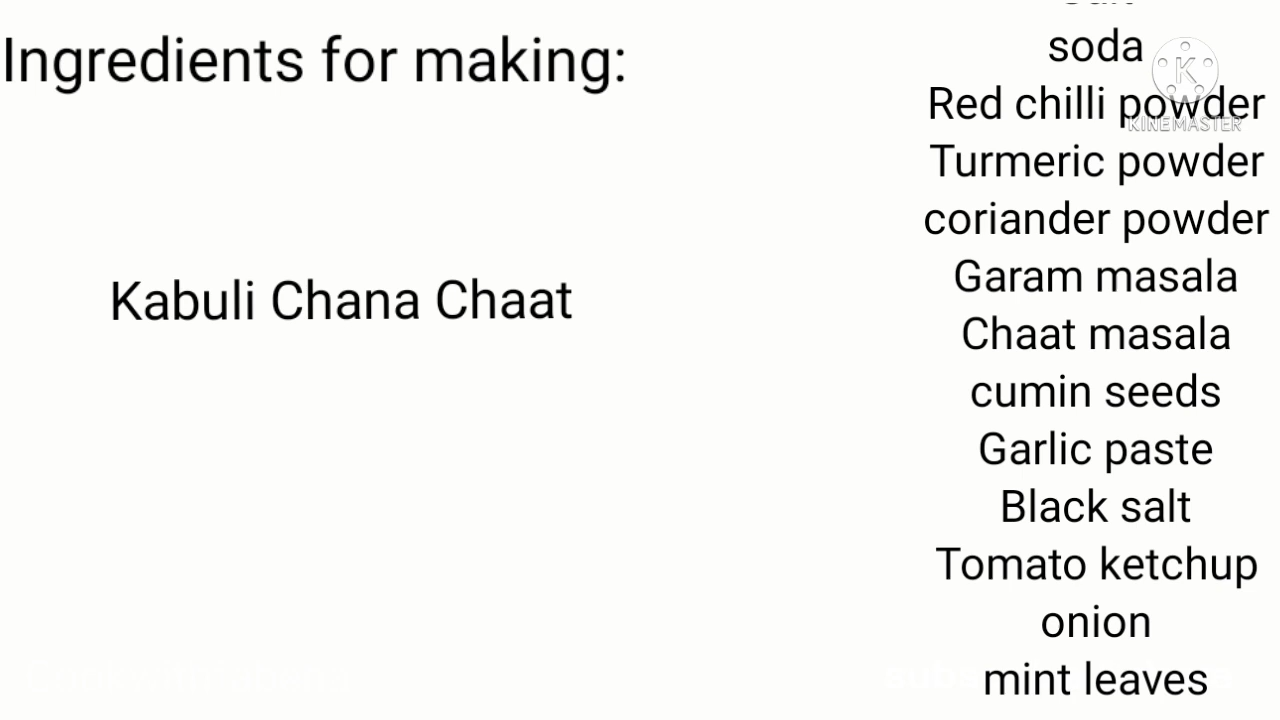 Ingredients for making:
Kabuli Chana Chaat
soda
Red chilli powder
Turmeric powder
coriander powder
Garam masala
Chaat masala
cumin seeds
Garlic paste
Black salt
Tomato ketchup
onion
mint leaves
KINEMASTER